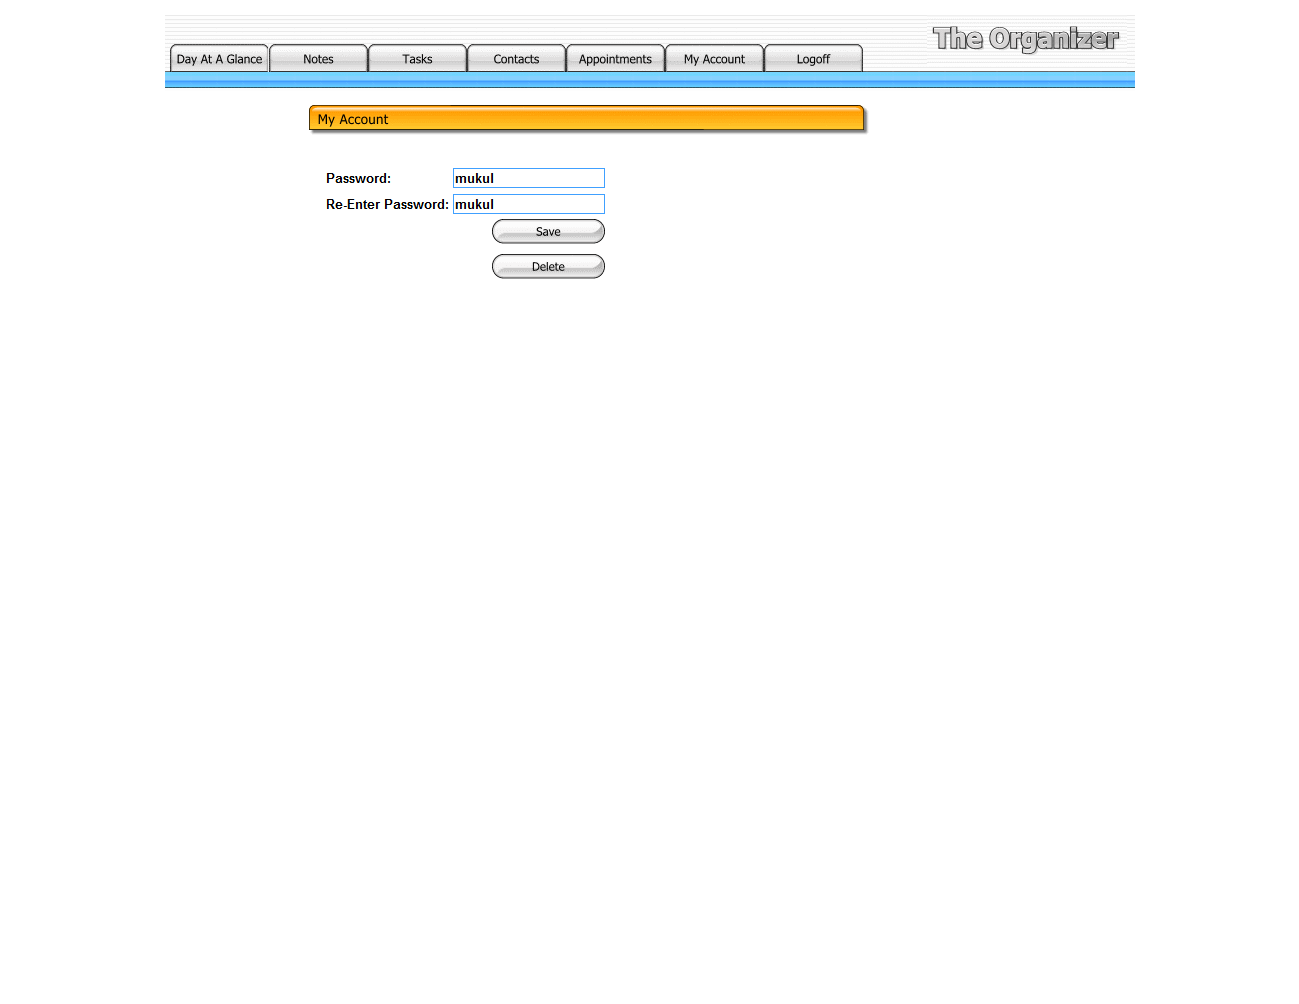 The Organizer
Day At A Glance Notes Tasks Contacts Appointments My Account Logoff
My Account
Password: mukul
Re-Enter Password: mukul
Save
Delete